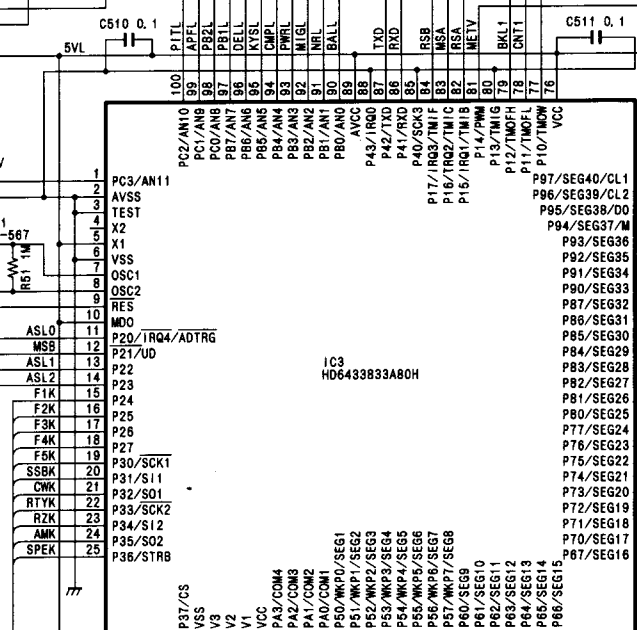 C510 0.1
C511 0.1
5VL
PITL
APFL
PB2L
PB1L
DELL
KYSL
CMPL
PWRL
MIGL
NRL
BALL
TXD
RXD
RSB
MSA
RSA
METV
BKL1
CNT1
100
99
98
97
96
95
94
93
92
91
90
89
88
87
86
85
84
83
82
81
80
79
78
77
76
PC2/AN10
PC1/AN9
PC0/AN8
PB7/AN7
PB6/AN6
PB5/AN5
PB4/AN4
PB3/AN3
PB2/AN2
PB1/AN1
PB0/AN0
AVCC
P43/IRQ0
P42/TXD
P41/RXD
P40/SCK3
P17/IRQ3/TMIF
P16/TRQ2/TMIC
P15/IRQ1/TMIB
P14/PWM
P13/TMIG
P12/TMOFH
P11/TMOFL
P10/TMOW
VCC
1 PC3/AN11
2 AVSS
3 TEST
4 X2
5 X1
6 VSS
7 OSC1
8 OSC2
9 RES
10 MDO
ASL0 11 P20/IRQ4/ADTRG
MSB 12 P21/UD
ASL1 13 P22
ASL2 14 P23
F1K 15 P24
F2K 16 P25
F3K 17 P26
F4K 18 P27
F5K 19 P30/SCK1
SSBK 20 P31/SI1
CWK 21 P32/SO1
RTYK 22 P33/SCK2
RZK 23 P34/SI2
AMK 24 P35/SO2
SPEK 25 P36/STRB
-567
R51 1M
IC3
HD6433833A80H
P97/SEG40/CL1
P96/SEG39/CL2
P95/SEG38/DO
P94/SEG37/M
P93/SEG36
P92/SEG35
P91/SEG34
P90/SEG33
P87/SEG32
P86/SEG31
P85/SEG30
P84/SEG29
P83/SEG28
P82/SEG27
P81/SEG26
P80/SEG25
P77/SEG24
P76/SEG23
P75/SEG22
P74/SEG21
P73/SEG20
P72/SEG19
P71/SEG18
P70/SEG17
P67/SEG16
P37/CS
VSS
V3
V2
V1
VCC
PA3/COM4
PA2/COM3
PA1/COM2
PA0/COM1
P50/WKP0/SEG1
P51/WKP1/SEG2
P52/WKP2/SEG3
P53/WKP3/SEG4
P54/WKP4/SEG5
P55/WKP5/SEG6
P56/WKP6/SEG7
P57/WKP7/SEG8
P60/SEG9
P61/SEG10
P62/SEG11
P63/SEG12
P64/SEG13
P65/SEG14
P66/SEG15